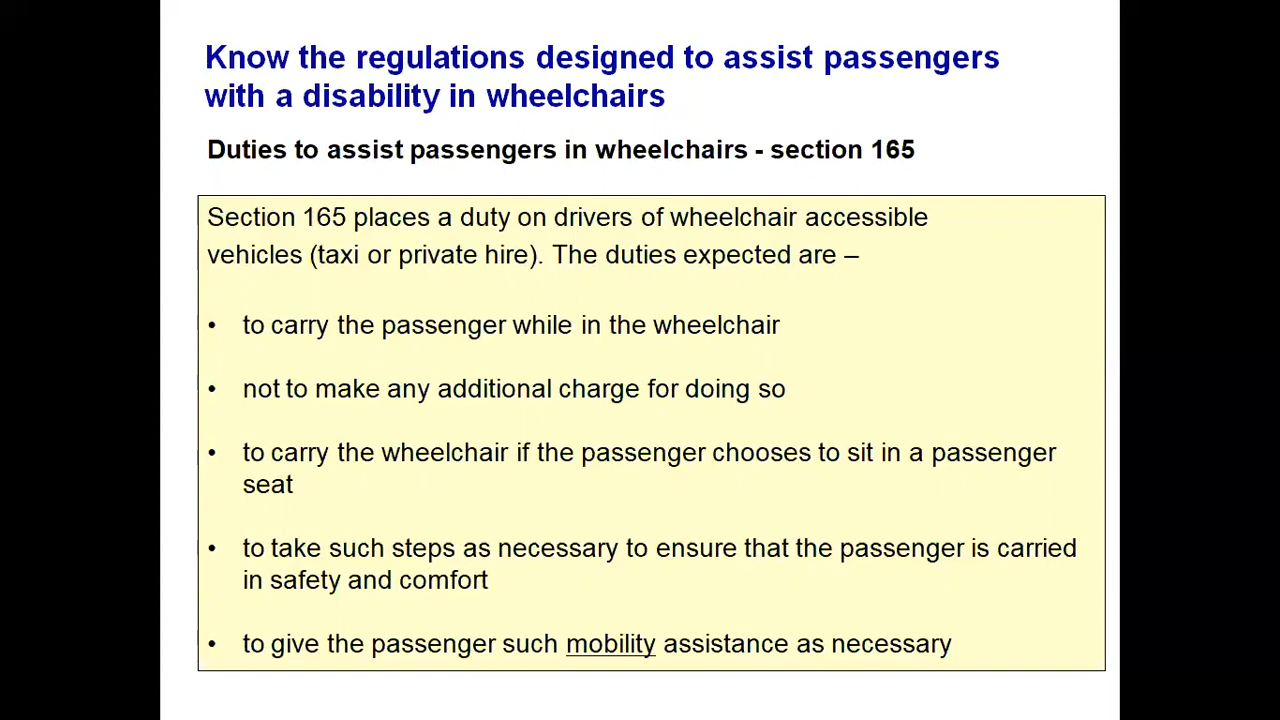 Know the regulations designed to assist passengers
with a disability in wheelchairs
Duties to assist passengers in wheelchairs - section 165
Section 165 places a duty on drivers of wheelchair accessible
vehicles (taxi or private hire). The duties expected are –
• to carry the passenger while in the wheelchair
• not to make any additional charge for doing so
• to carry the wheelchair if the passenger chooses to sit in a passenger
seat
• to take such steps as necessary to ensure that the passenger is carried
in safety and comfort
• to give the passenger such mobility assistance as necessary